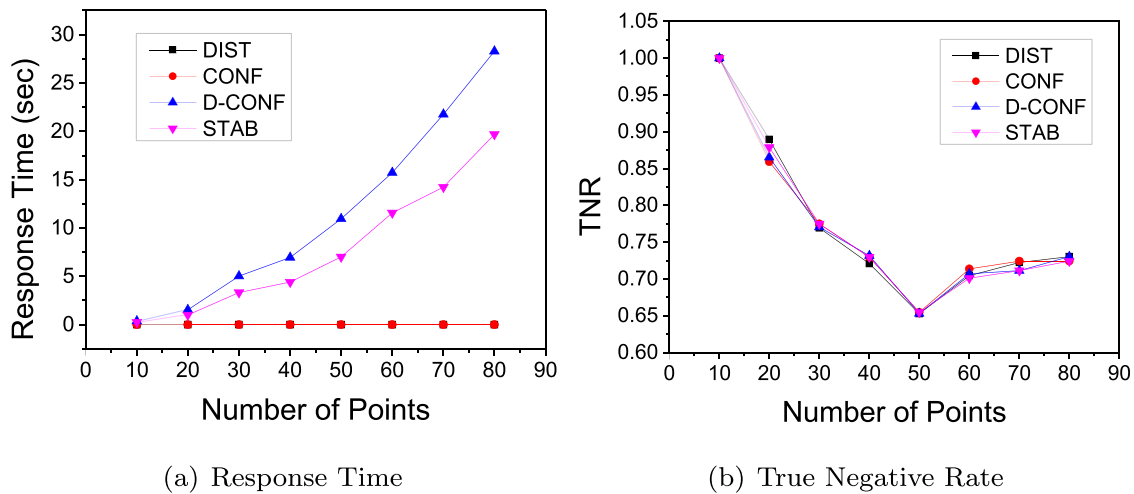 30
25
20
15
10
5
0
Response Time (sec)
DIST
CONF
D-CONF
STAB
0 10 20 30 40 50 60 70 80 90
Number of Points
(a) Response Time
1.05
1.00
0.95
0.90
0.85
0.80
0.75
0.70
0.65
0.60
TNR
DIST
CONF
D-CONF
STAB
0 10 20 30 40 50 60 70 80 90
Number of Points
(b) True Negative Rate